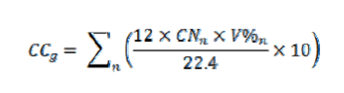 CC_g = ∑_n (12 × CN_n × V%_n / 22.4 × 10)